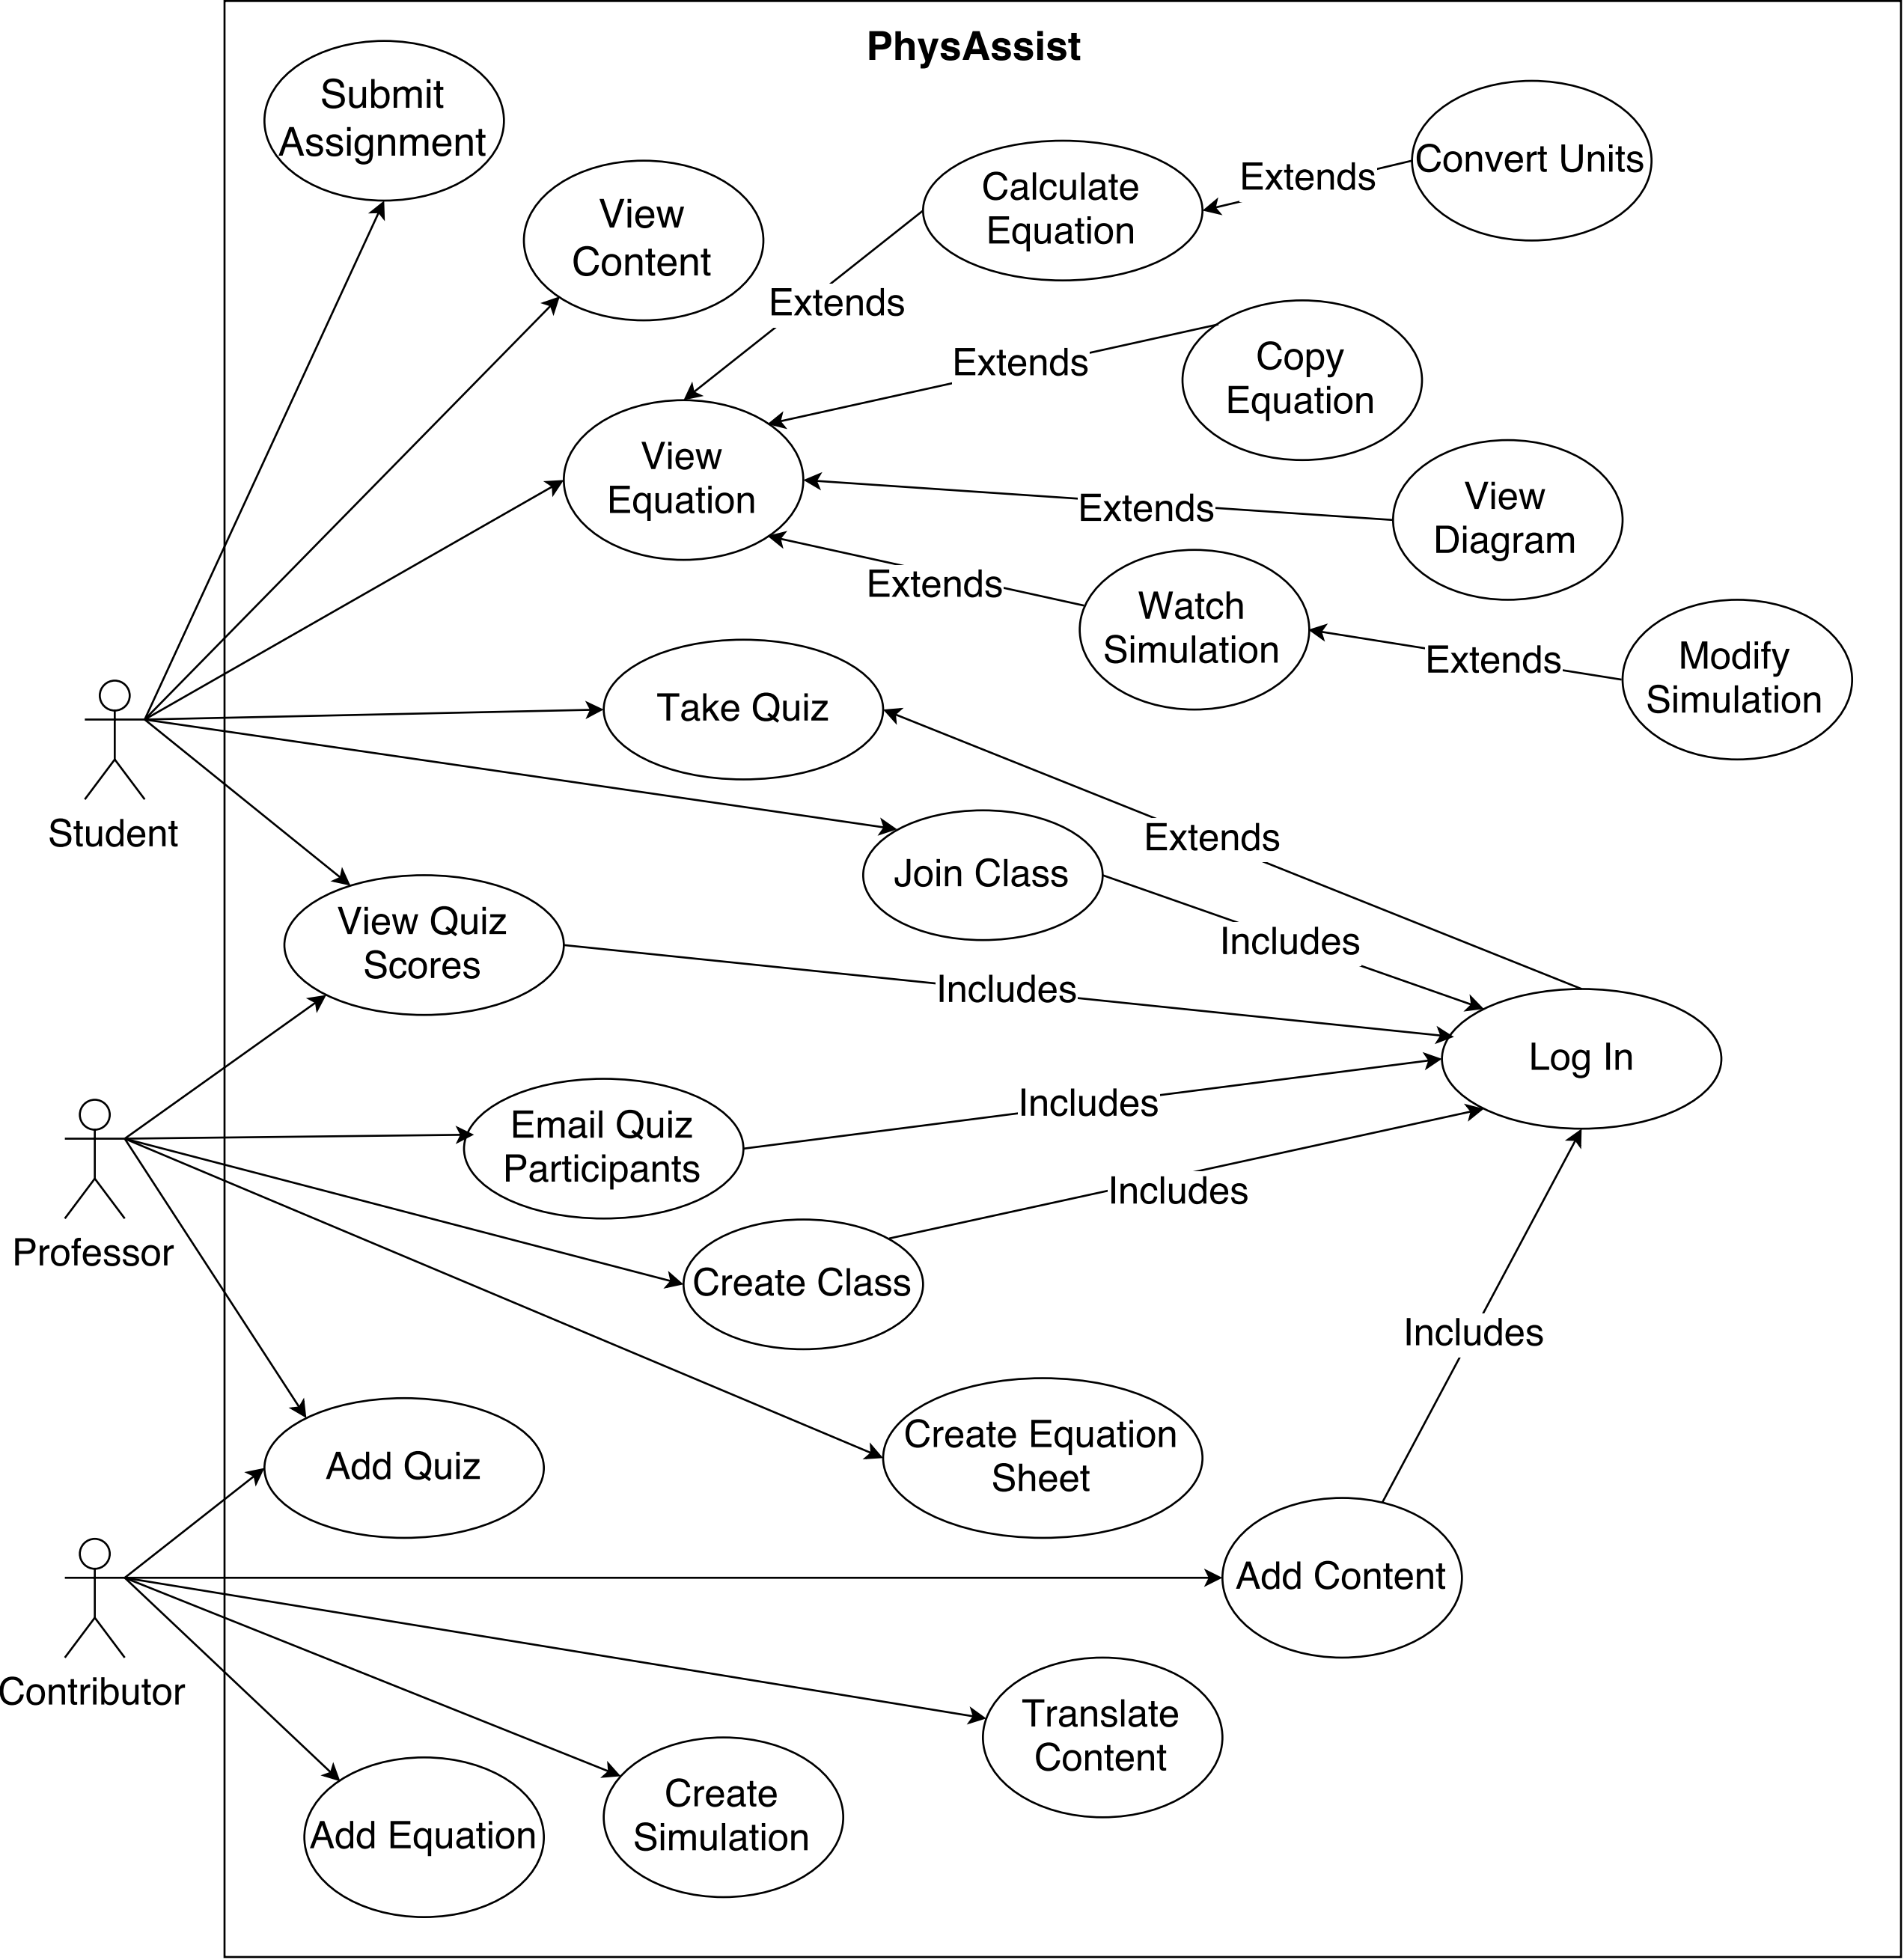 PhysAssist
Submit
Assignment
View
Content
Calculate
Equation
Extends
Convert Units
Extends
Extends
Copy
Equation
View
Equation
Extends
View
Diagram
Extends
Watch
Simulation
Extends
Modify
Simulation
Take Quiz
Student
Extends
Join Class
View Quiz
Scores
Includes
Includes
Log In
Email Quiz
Participants
Includes
Professor
Includes
Create Class
Includes
Create Equation
Sheet
Add Quiz
Add Content
Contributor
Translate
Content
Create
Simulation
Add Equation